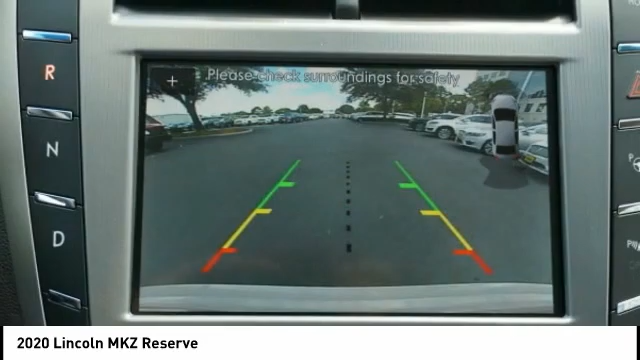 Please check surroundings for safety
+
R
N
D
P
2020 Lincoln MKZ Reserve